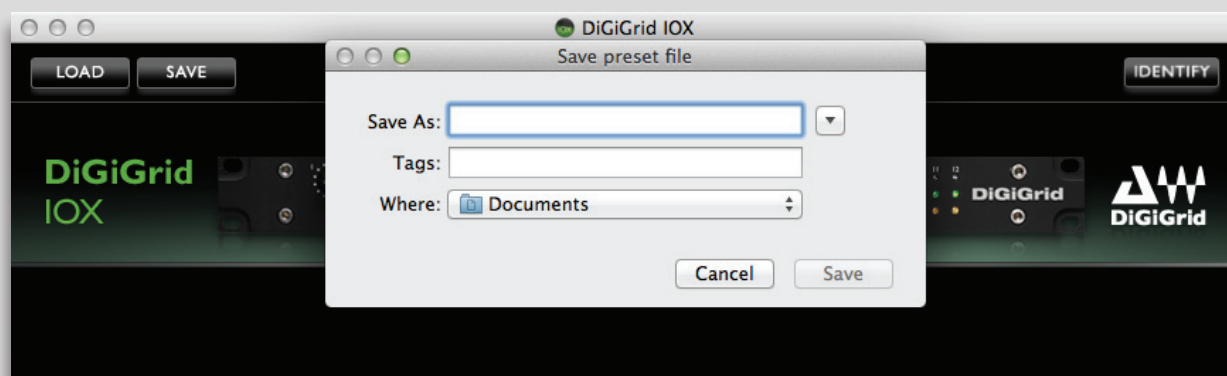 DiGiGrid IOX
Save preset file
LOAD SAVE
IDENTIFY
Save As:
Tags:
Where: Documents
Cancel Save
DiGiGrid
IOX
DiGiGrid
DiGiGrid